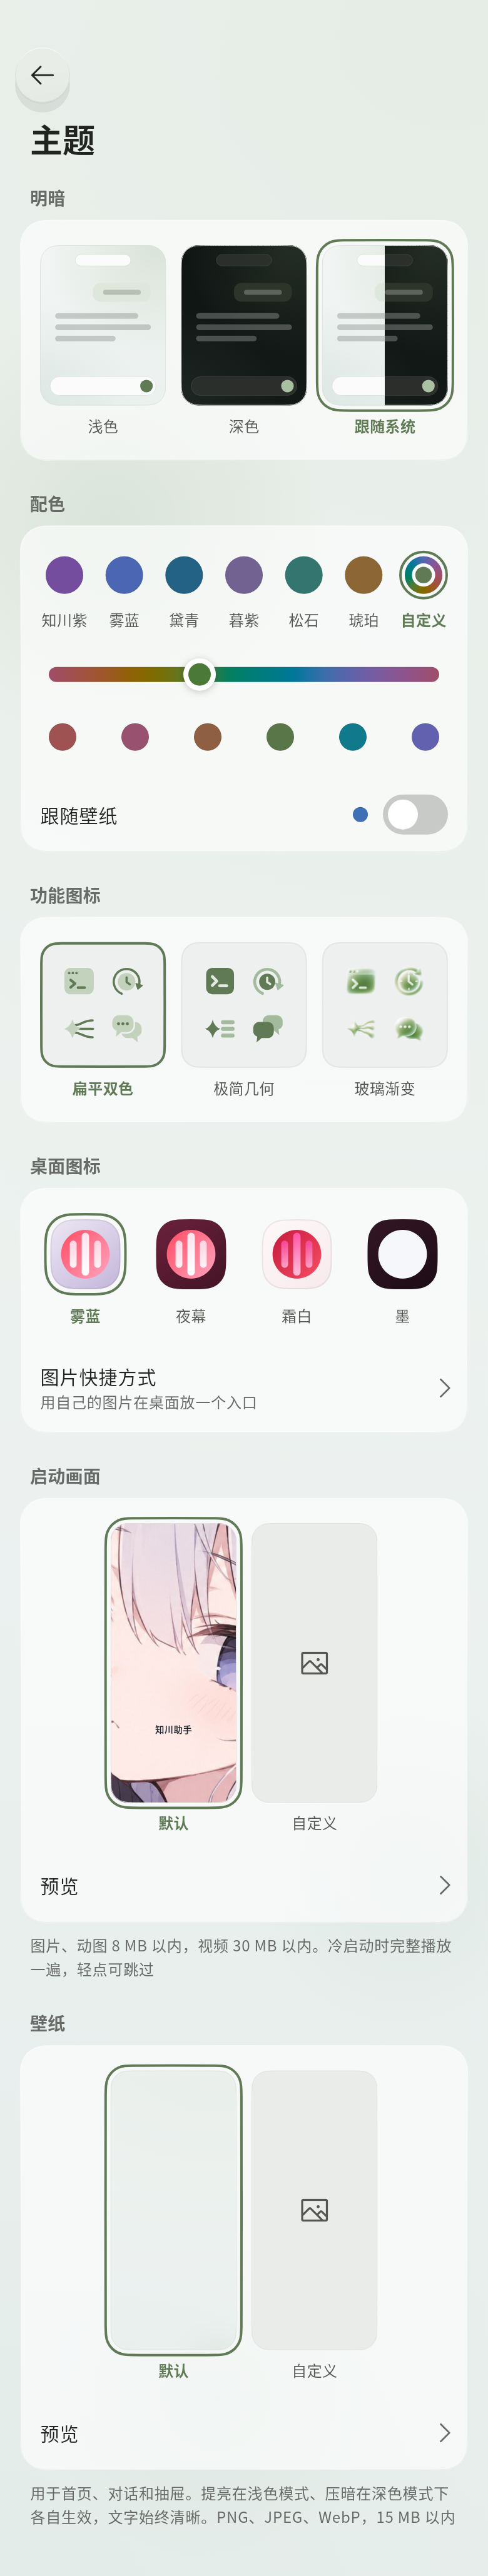 主题
明暗
浅色 深色 跟随系统
配色
知川紫 雾蓝 黛青 暮紫 松石 琥珀 自定义
跟随壁纸
功能图标
扁平双色 极简几何 玻璃渐变
桌面图标
雾蓝 夜幕 霜白 墨
图片快捷方式
用自己的图片在桌面放一个入口
启动画面
知川助手
默认 自定义
预览
图片、动图 8 MB 以内，视频 30 MB 以内。冷启动时完整播放
一遍，轻点可跳过
壁纸
默认 自定义
预览
用于首页、对话和抽屉。提亮在浅色模式、压暗在深色模式下
各自生效，文字始终清晰。PNG、JPEG、WebP，15 MB 以内